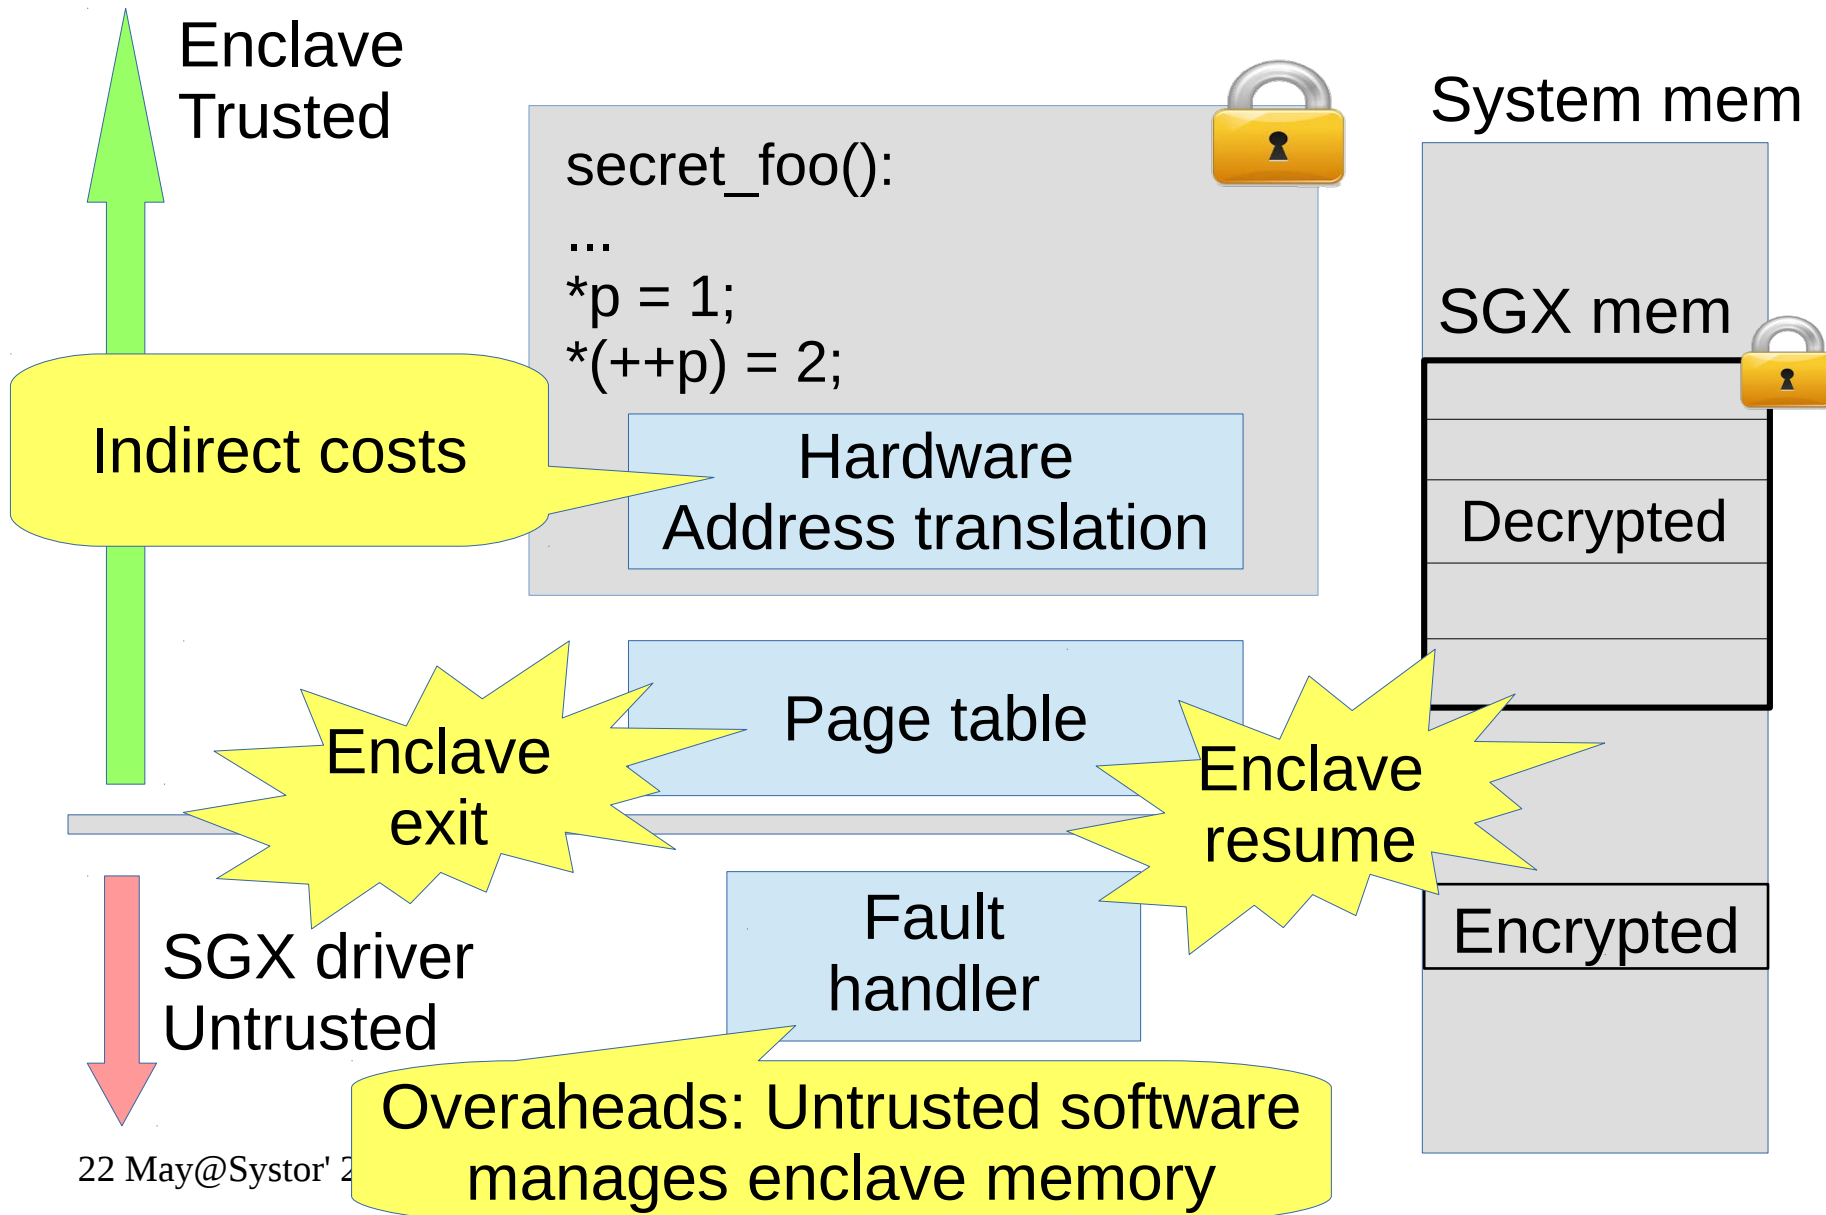 Enclave
Trusted
System mem
secret_foo():
...
*p = 1;
*(++p) = 2;
SGX mem
Indirect costs
Hardware
Address translation
Decrypted
Page table
Enclave
exit
Enclave
resume
Fault
handler
Encrypted
SGX driver
Untrusted
Overaheads: Untrusted software
manages enclave memory
22 May@Systor'